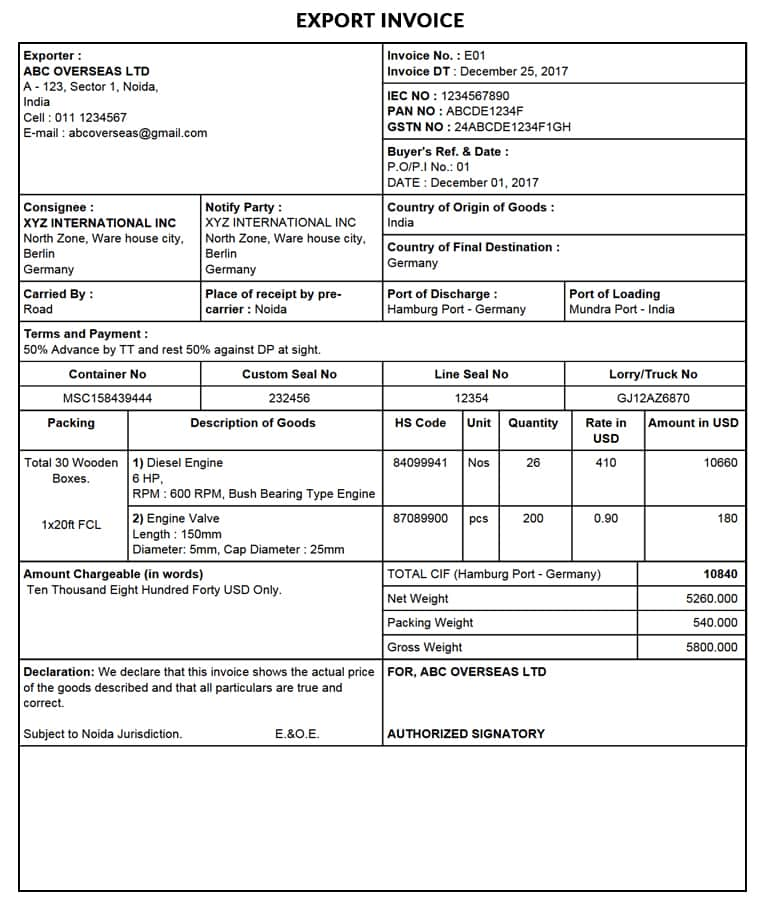 EXPORT INVOICE
Exporter :
ABC OVERSEAS LTD
A - 123, Sector 1, Noida,
India
Cell : 011 1234567
E-mail : abcoverseas@gmail.com
Invoice No. : E01
Invoice DT : December 25, 2017
IEC NO : 1234567890
PAN NO : ABCDE1234F
GSTN NO : 24ABCDE1234F1GH
Buyer's Ref. & Date :
P.O/P.I No.: 01
DATE : December 01, 2017
Consignee :
XYZ INTERNATIONAL INC
North Zone, Ware house city,
Berlin
Germany
Notify Party :
XYZ INTERNATIONAL INC
North Zone, Ware house city,
Berlin
Germany
Country of Origin of Goods :
India
Country of Final Destination :
Germany
Carried By :
Road
Place of receipt by pre-
carrier : Noida
Port of Discharge :
Hamburg Port - Germany
Port of Loading
Mundra Port - India
Terms and Payment :
50% Advance by TT and rest 50% against DP at sight.
Container No Custom Seal No Line Seal No Lorry/Truck No
MSC158439444 232456 12354 GJ12AZ6870
Packing Description of Goods HS Code Unit Quantity Rate in Amount in USD
USD
Total 30 Wooden 1) Diesel Engine 84099941 Nos 26 410 10660
Boxes. 6 HP,
RPM : 600 RPM, Bush Bearing Type Engine
1x20ft FCL 2) Engine Valve 87089900 pcs 200 0.90 180
Length : 150mm
Diameter: 5mm, Cap Diameter : 25mm
Amount Chargeable (in words)
Ten Thousand Eight Hundred Forty USD Only.
TOTAL CIF (Hamburg Port - Germany) 10840
Net Weight 5260.000
Packing Weight 540.000
Gross Weight 5800.000
Declaration: We declare that this invoice shows the actual price
of the goods described and that all particulars are true and
correct.
Subject to Noida Jurisdiction. E.&O.E.
FOR, ABC OVERSEAS LTD
AUTHORIZED SIGNATORY